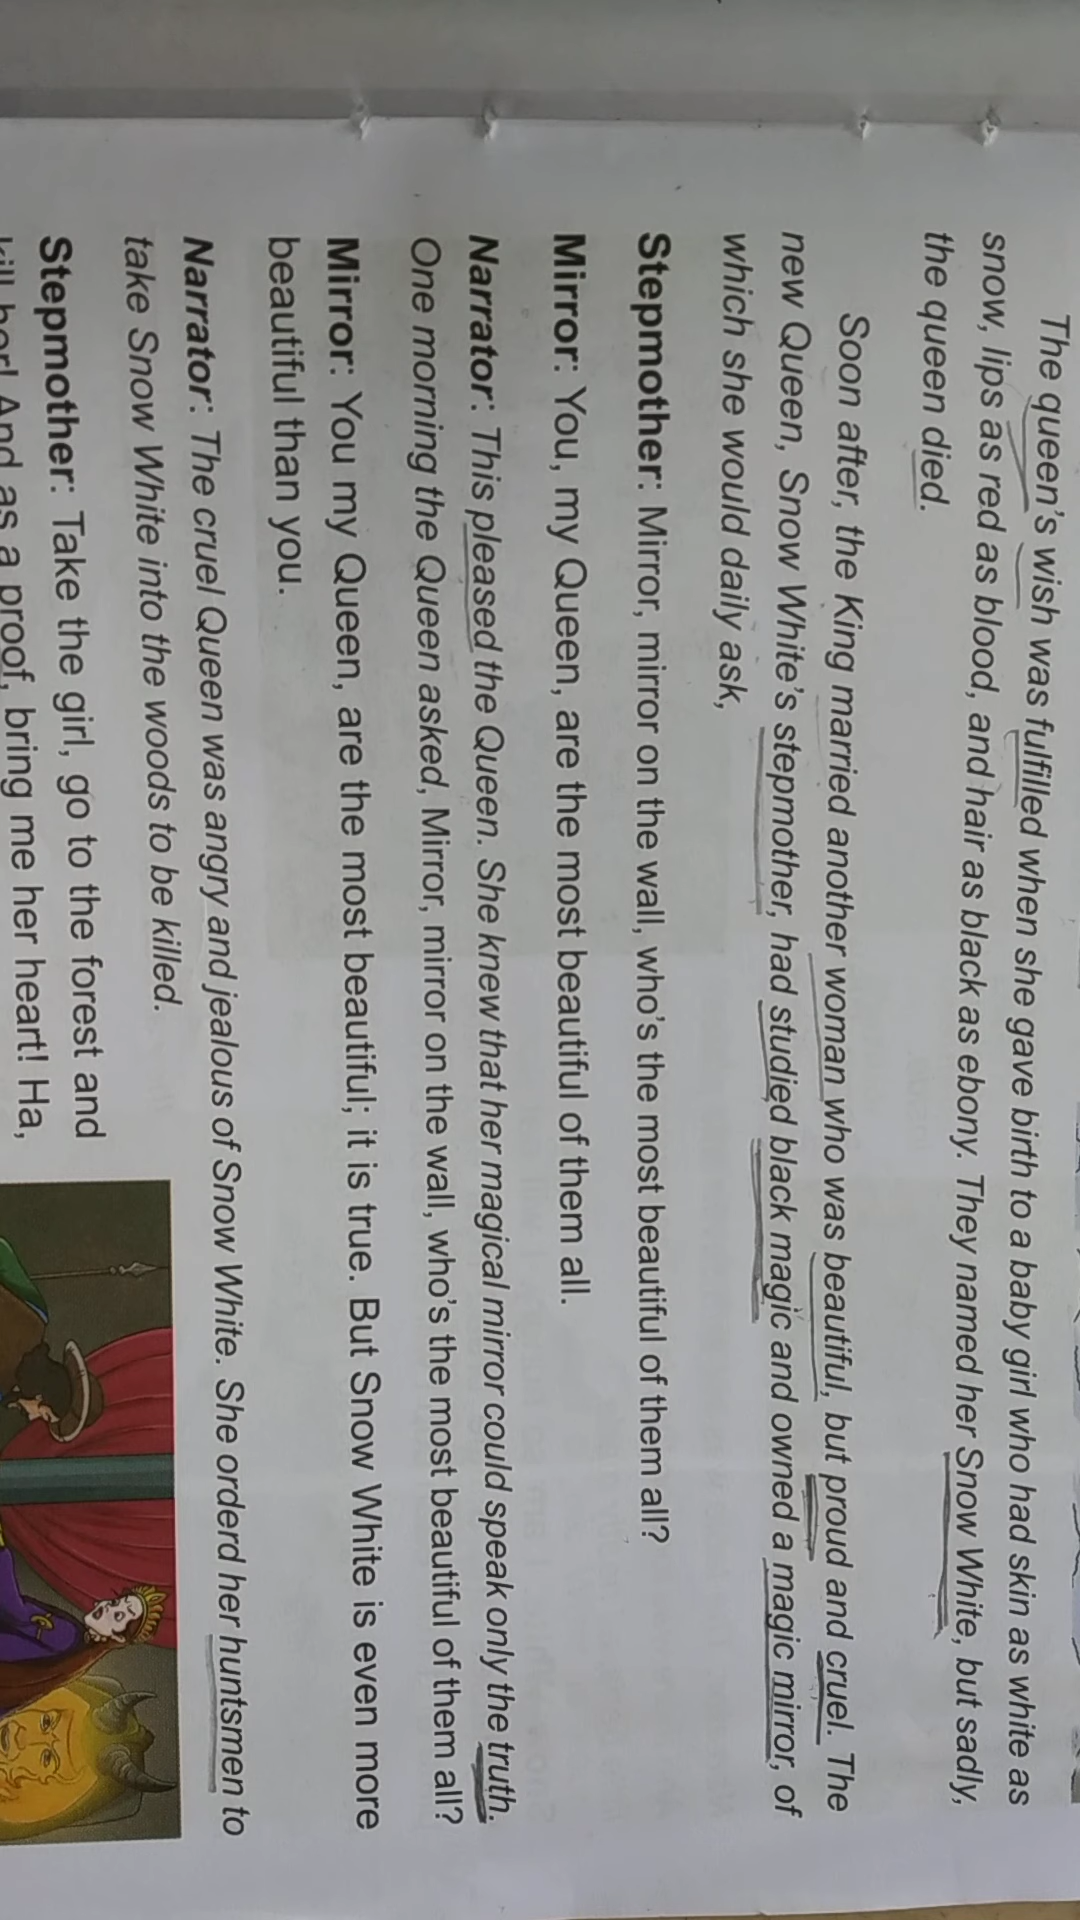 The queen's wish was fulfilled when she gave birth to a baby girl who had skin as white as
snow, lips as red as blood, and hair as black as ebony. They named her Snow White, but sadly,
the queen died.
Soon after, the King married another woman who was beautiful, but proud and cruel. The
new Queen, Snow White's stepmother, had studied black magic and owned a magic mirror, of
which she would daily ask,
Stepmother: Mirror, mirror on the wall, who's the most beautiful of them all?
Mirror: You, my Queen, are the most beautiful of them all.
Narrator: This pleased the Queen. She knew that her magical mirror could speak only the truth.
One morning the Queen asked, Mirror, mirror on the wall, who's the most beautiful of them all?
Mirror: You my Queen, are the most beautiful; it is true. But Snow White is even more
beautiful than you.
Narrator: The cruel Queen was angry and jealous of Snow White. She orderd her huntsmen to
take Snow White into the woods to be killed.
Stepmother: Take the girl, go to the forest and
kill her! And as a proof, bring me her heart! Ha,